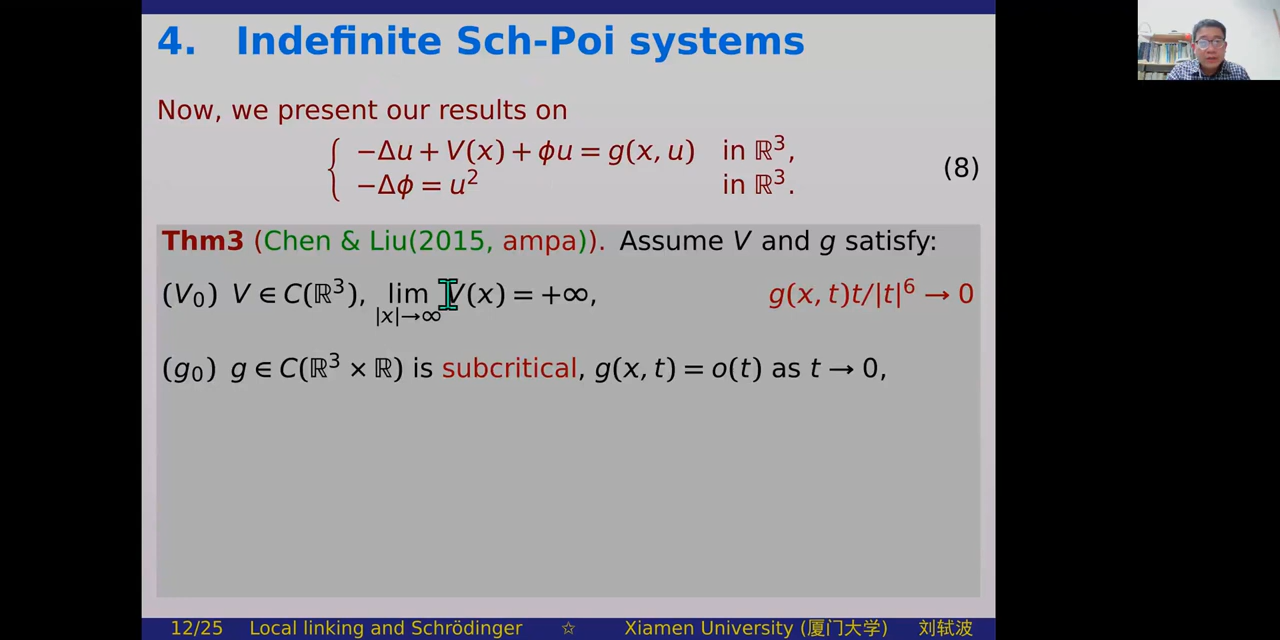 4. Indefinite Sch-Poi systems
Now, we present our results on
−Δu + V(x) + ϕu = g(x, u) in ℝ³,
−Δϕ = u² in ℝ³.
(8)
Thm3 (Chen & Liu(2015, ampa)). Assume V and g satisfy:
(V₀) V ∈ C(ℝ³), lim_{|x|→∞} V(x) = +∞, g(x, t)t/|t|⁶ → 0
(g₀) g ∈ C(ℝ³ × ℝ) is subcritical, g(x, t) = o(t) as t → 0,
12/25 Local linking and Schrödinger ☆ Xiamen University (厦门大学) 刘轼波